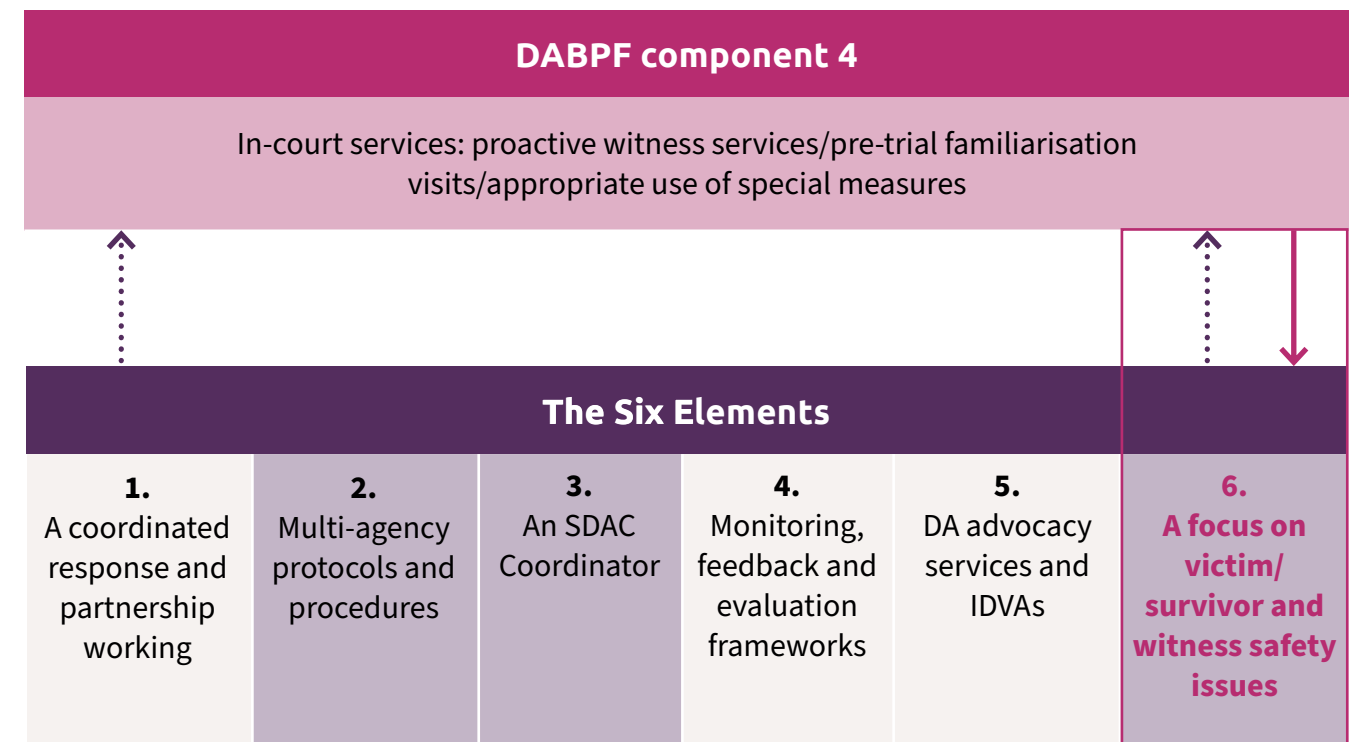 DABPF component 4
In-court services: proactive witness services/pre-trial familiarisation
visits/appropriate use of special measures
The Six Elements
1.
A coordinated
response and
partnership
working
2.
Multi-agency
protocols and
procedures
3.
An SDAC
Coordinator
4.
Monitoring,
feedback and
evaluation
frameworks
5.
DA advocacy
services and
IDVAs
6.
A focus on
victim/
survivor and
witness safety
issues